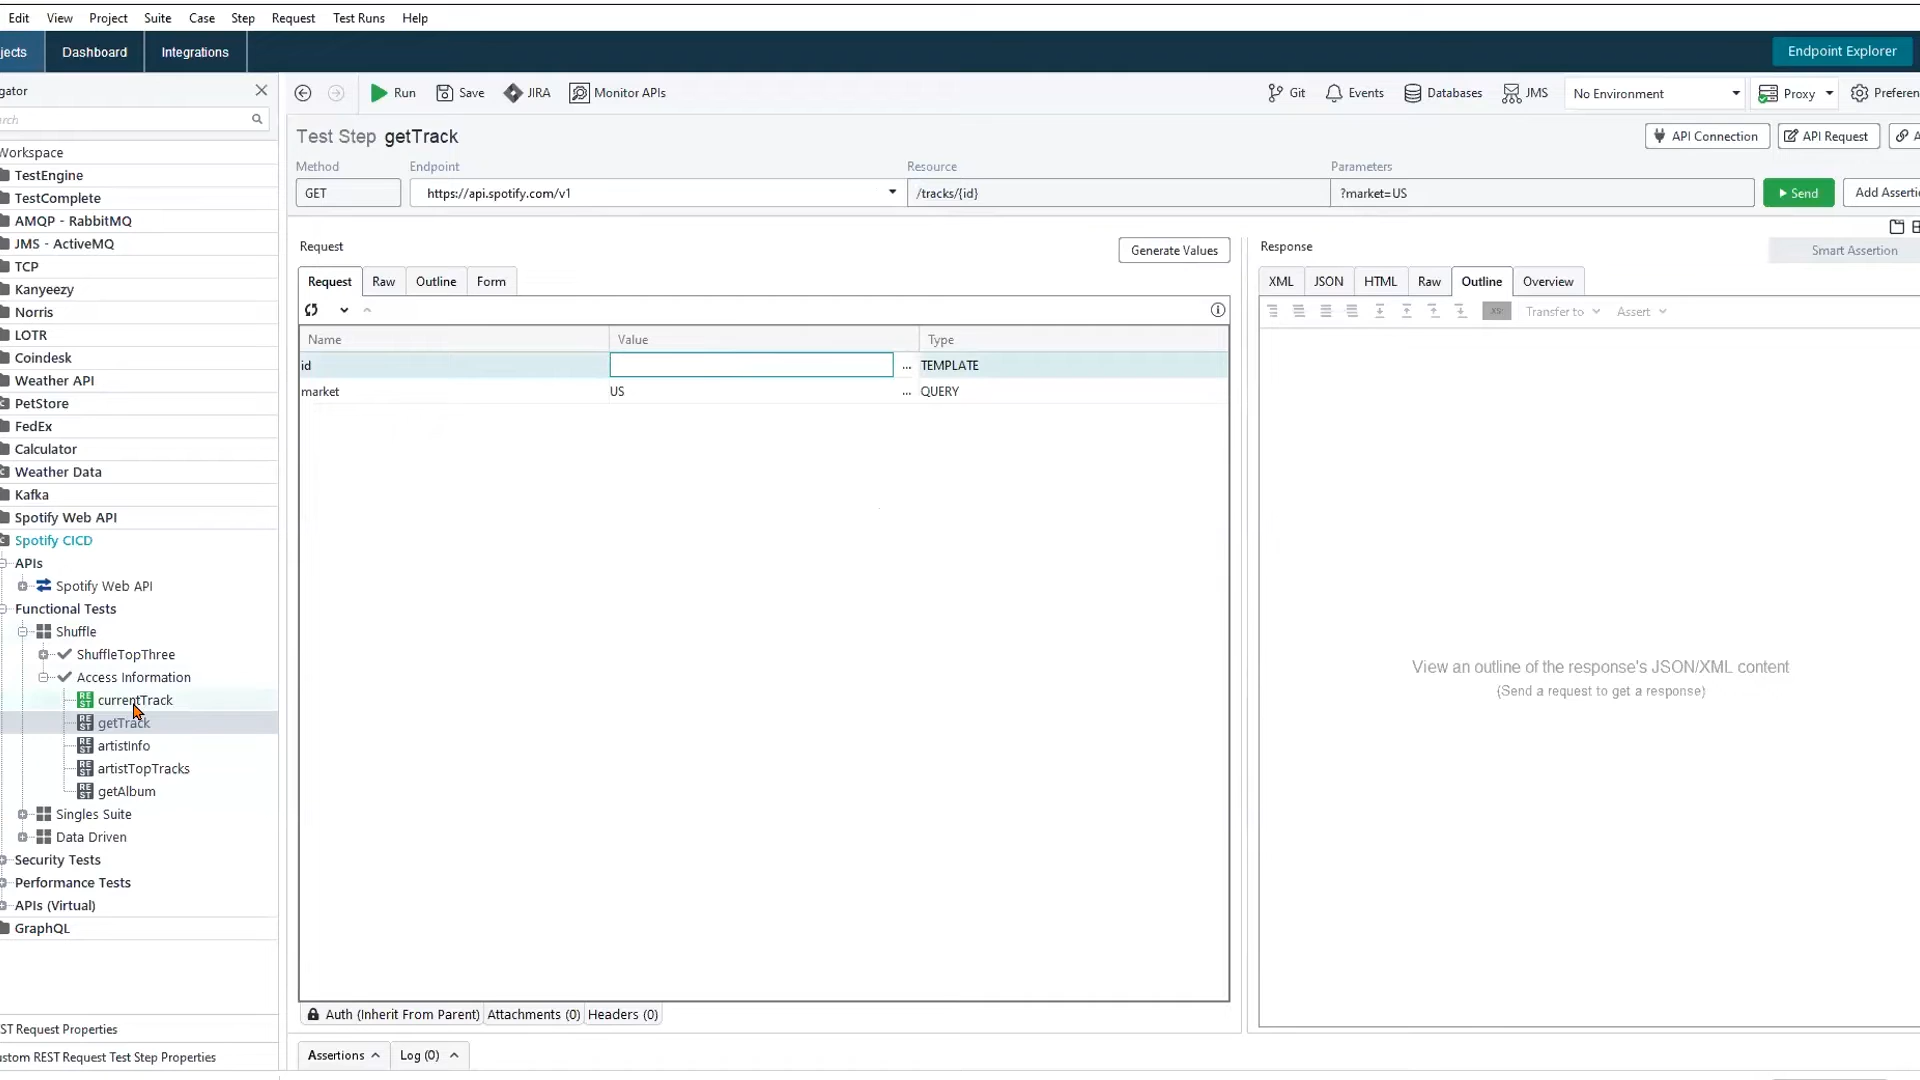 Edit View Project Suite Case Step Request Test Runs Help
jects Dashboard Integrations Endpoint Explorer
gator
Run Save JIRA Monitor APIs Git Events Databases JMS No Environment Proxy Preferen
arch
Test Step getTrack API Connection API Request A
Workspace
Method Endpoint Resource Parameters
TestEngine
GET https://api.spotify.com/v1 /tracks/{id} ?market=US Send Add Assertio
TestComplete
AMQP - RabbitMQ
JMS - ActiveMQ
Request Generate Values Response Smart Assertion
TCP
Request Raw Outline Form XML JSON HTML Raw Outline Overview
Kanyeezy
Norris
Transfer to Assert
LOTR
Name Value Type
Coindesk
id ... TEMPLATE
Weather API
market US ... QUERY
PetStore
FedEx
Calculator
Weather Data
Kafka
Spotify Web API
Spotify CICD
APIs
Spotify Web API
Functional Tests
Shuffle
ShuffleTopThree
Access Information
REST currentTrack
REST getTrack
REST artistInfo
REST artistTopTracks
REST getAlbum
View an outline of the response's JSON/XML content
(Send a request to get a response)
Singles Suite
Data Driven
Security Tests
Performance Tests
APIs (Virtual)
GraphQL
Auth (Inherit From Parent) Attachments (0) Headers (0)
ST Request Properties
ustom REST Request Test Step Properties
Assertions Log (0)